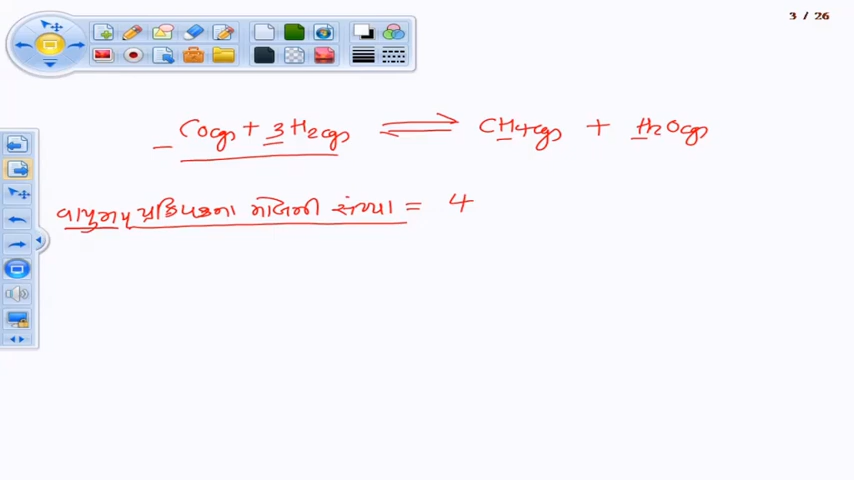 3 / 26
CO(g) + 3H2(g) ⇌ CH4(g) + H2O(g)
વાયુમય પ્રક્રિયકના મોલની સંખ્યા = 4